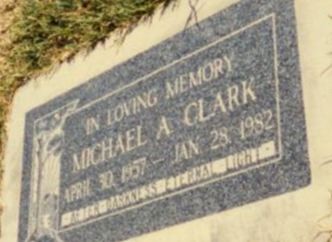 IN LOVING MEMORY
MICHAEL A CLARK
APRIL 30, 1957 — JAN 28 1982
AFTER DARKNESS ETERNAL LIGHT